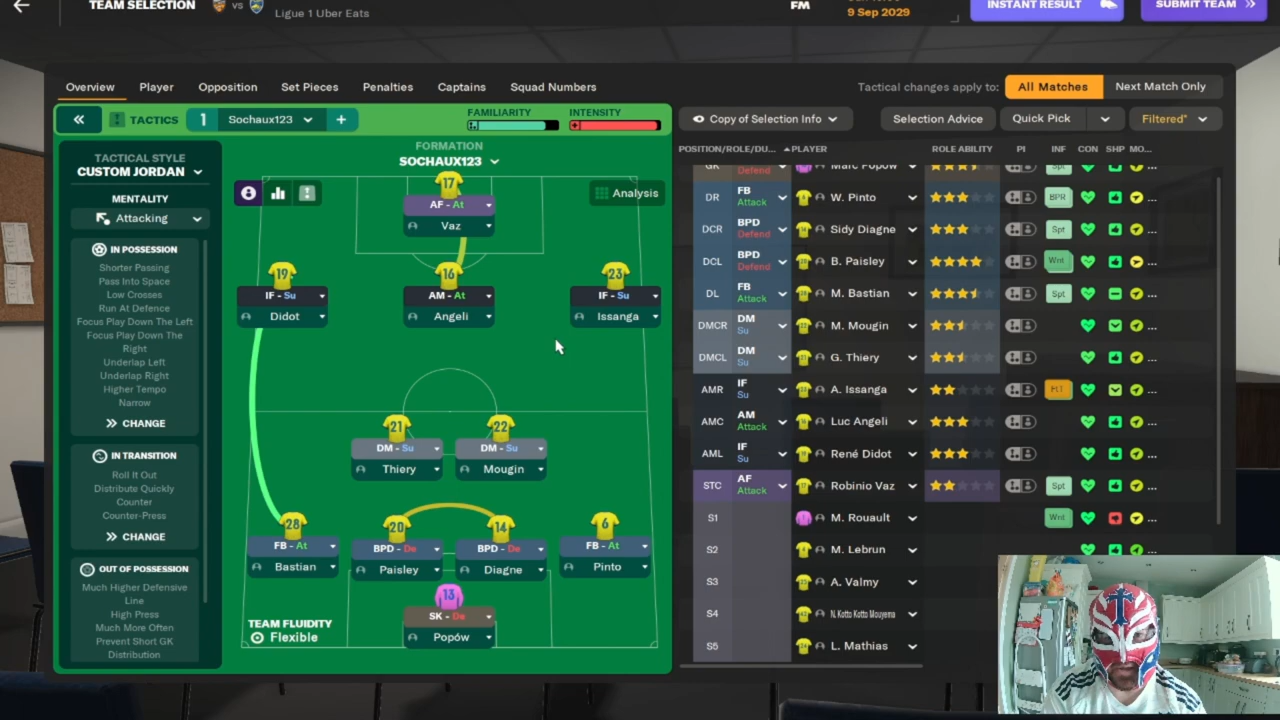 TEAM SELECTION
vs
Ligue 1 Uber Eats
FM
9 Sep 2029
INSTANT RESULT
SUBMIT TEAM
Overview
Player
Opposition
Set Pieces
Penalties
Captains
Squad Numbers
Tactical changes apply to:
All Matches
Next Match Only
TACTICS
1
Sochaux123
+
FAMILIARITY
INTENSITY
Copy of Selection Info
Selection Advice
Quick Pick
Filtered*
TACTICAL STYLE
CUSTOM JORDAN
MENTALITY
Attacking
IN POSSESSION
Shorter Passing
Pass Into Space
Low Crosses
Run At Defence
Focus Play Down The Left
Focus Play Down The
Right
Underlap Left
Underlap Right
Higher Tempo
Narrow
CHANGE
IN TRANSITION
Roll It Out
Distribute Quickly
Counter
Counter-Press
CHANGE
OUT OF POSSESSION
Much Higher Defensive
Line
High Press
Much More Often
Prevent Short GK
Distribution
FORMATION
SOCHAUX123
Analysis
17
AF - At
Vaz
19
IF - Su
Didot
16
AM - At
Angeli
23
IF - Su
Issanga
21
DM - Su
Thiery
22
DM - Su
Mougin
28
FB - At
Bastian
20
BPD - De
Paisley
14
BPD - De
Diagne
6
FB - At
Pinto
13
SK - De
Popów
TEAM FLUIDITY
Flexible
POSITION/ROLE/DU... PLAYER ROLE ABILITY PI INF CON SHP MO...
GK Defend Marc Popów Spt
DR FB Attack W. Pinto BPR ...
DCR BPD Defend Sidy Diagne Spt ...
DCL BPD Defend B. Paisley Wnt ...
DL FB Attack M. Bastian Spt ...
DMCR DM Su M. Mougin ...
DMCL DM Su G. Thiery ...
AMR IF Su A. Issanga FLT ...
AMC AM Attack Luc Angeli ...
AML IF Su René Didot ...
STC AF Attack Robinio Vaz Spt ...
S1 M. Rouault Wnt ...
S2 M. Lebrun ...
S3 A. Valmy
S4 N. Kotto Kotto Mouyema
S5 L. Mathias